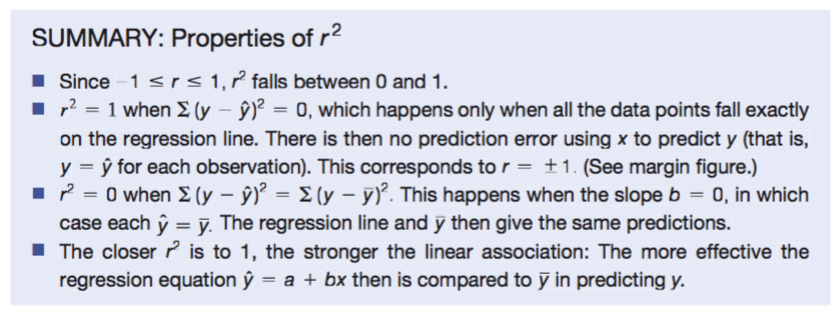 SUMMARY: Properties of r²
■ Since −1 ≤ r ≤ 1, r² falls between 0 and 1.
■ r² = 1 when Σ(y − ŷ)² = 0, which happens only when all the data points fall exactly
on the regression line. There is then no prediction error using x to predict y (that is,
y = ŷ for each observation). This corresponds to r = ±1. (See margin figure.)
■ r² = 0 when Σ(y − ŷ)² = Σ(y − ȳ)². This happens when the slope b = 0, in which
case each ŷ = ȳ. The regression line and ȳ then give the same predictions.
■ The closer r² is to 1, the stronger the linear association: The more effective the
regression equation ŷ = a + bx then is compared to ȳ in predicting y.